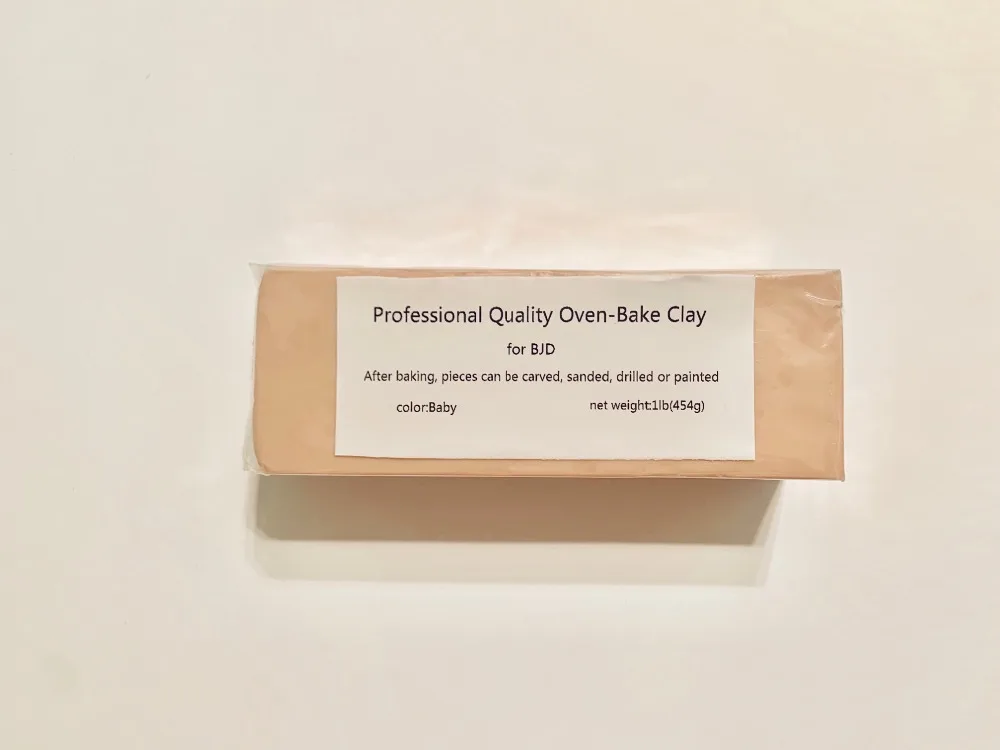 Professional Quality Oven-Bake Clay
for BJD
After baking, pieces can be carved, sanded, drilled or painted
color:Baby net weight:1lb(454g)